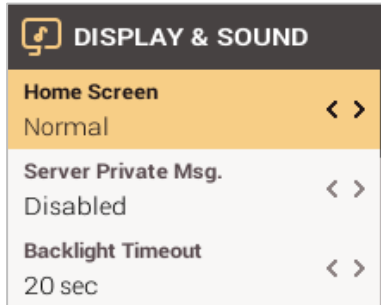 DISPLAY & SOUND
Home Screen
Normal
Server Private Msg.
Disabled
Backlight Timeout
20 sec